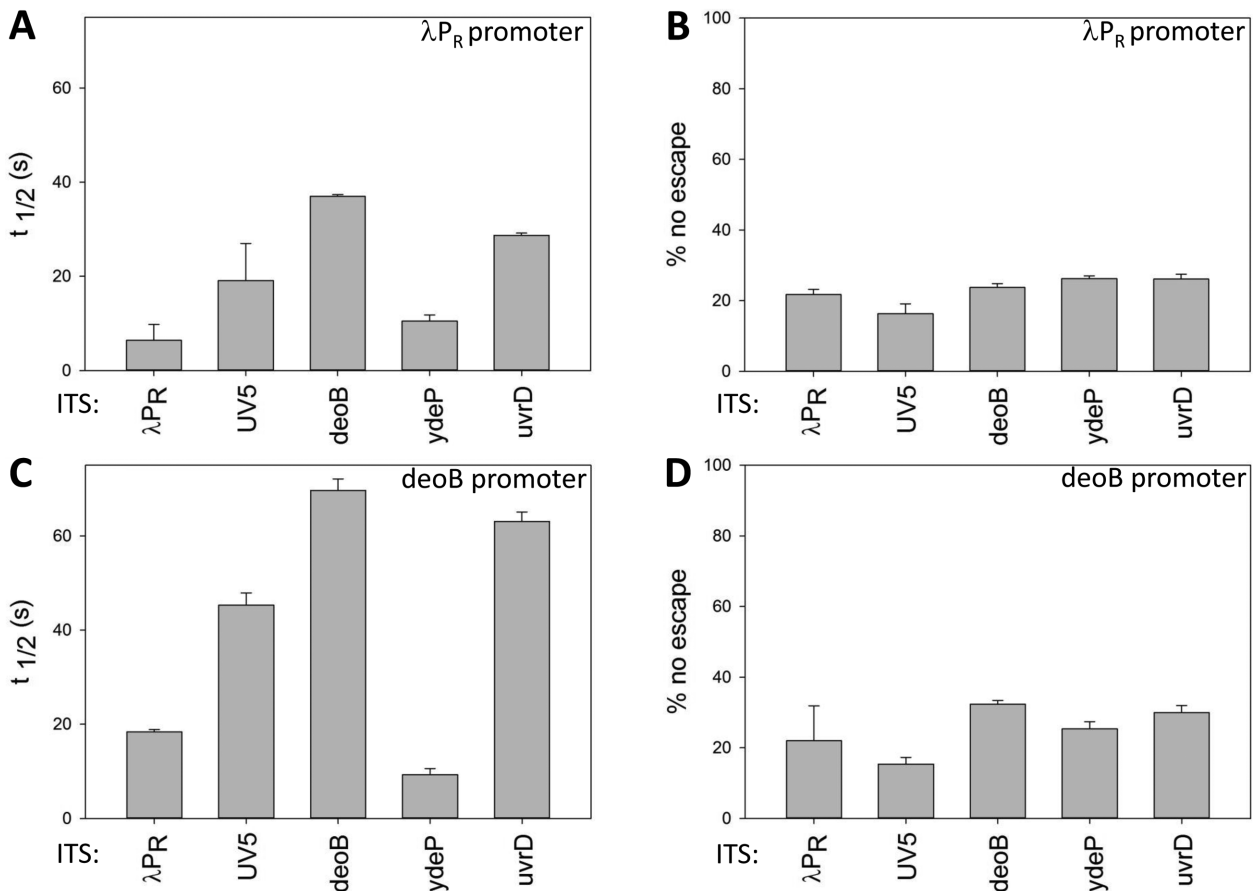 A
λPR promoter
t 1/2 (s)
60
40
20
0
ITS:
λPR
UV5
deoB
ydeP
uvrD
B
λPR promoter
% no escape
100
80
60
40
20
0
ITS:
λPR
UV5
deoB
ydeP
uvrD
C
deoB promoter
t 1/2 (s)
60
40
20
0
ITS:
λPR
UV5
deoB
ydeP
uvrD
D
deoB promoter
% no escape
100
80
60
40
20
0
ITS:
λPR
UV5
deoB
ydeP
uvrD